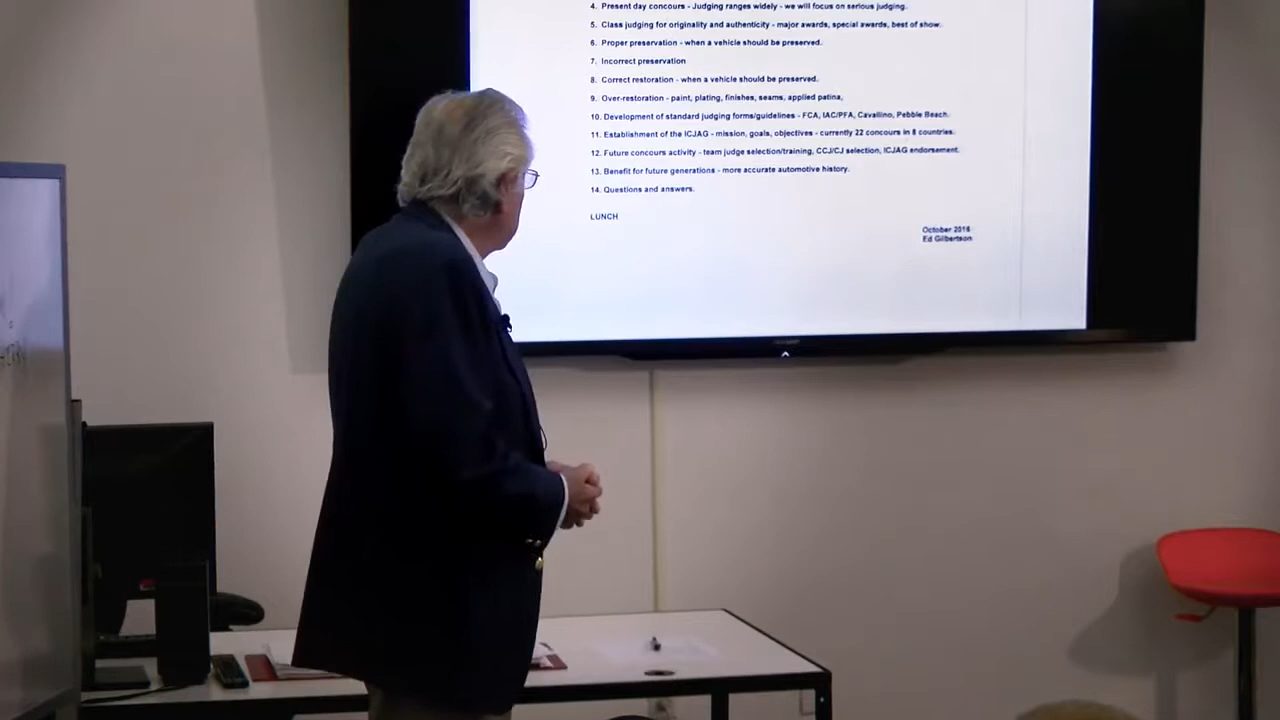 4. Present day concours - Judging ranges widely - we will focus on serious judging.
5. Class judging for originality and authenticity - major awards, special awards, best of show.
6. Proper preservation - when a vehicle should be preserved.
7. Incorrect preservation
8. Correct restoration - when a vehicle should be preserved.
9. Over-restoration - paint, plating, finishes, seams, applied patina,
10. Development of standard judging forms/guidelines - FCA, IAC/PFA, Cavallino, Pebble Beach.
11. Establishment of the ICJAG - mission, goals, objectives - currently 22 concours in 8 countries.
12. Future concours activity - team judge selection/training, CCJ/CJ selection, ICJAG endorsement.
13. Benefit for future generations - more accurate automotive history.
14. Questions and answers.
LUNCH
October 2016
Ed Gilbertson
SHARP